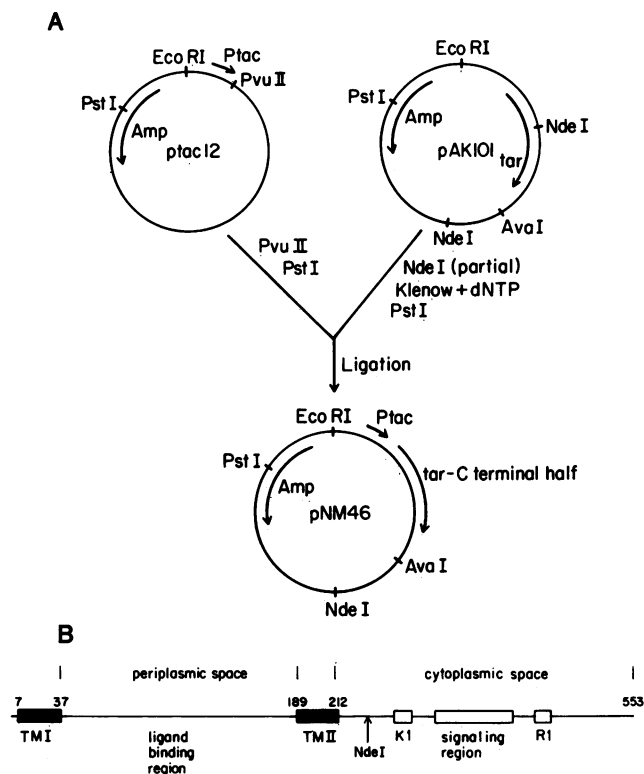 A
Eco RI Ptac
Pvu II
Pst I
Amp
ptac12
Eco RI
Pst I
Nde I
Amp
pAK101
tar
Ava I
Nde I
Pvu II
Pst I
Nde I (partial)
Klenow + dNTP
Pst I
Ligation
Eco RI Ptac
Pst I
tar-C terminal half
Amp
pNM46
Ava I
Nde I
B
periplasmic space cytoplasmic space
7 37 189 212 553
TM I ligand binding region TM II Nde I K1 signaling region R1